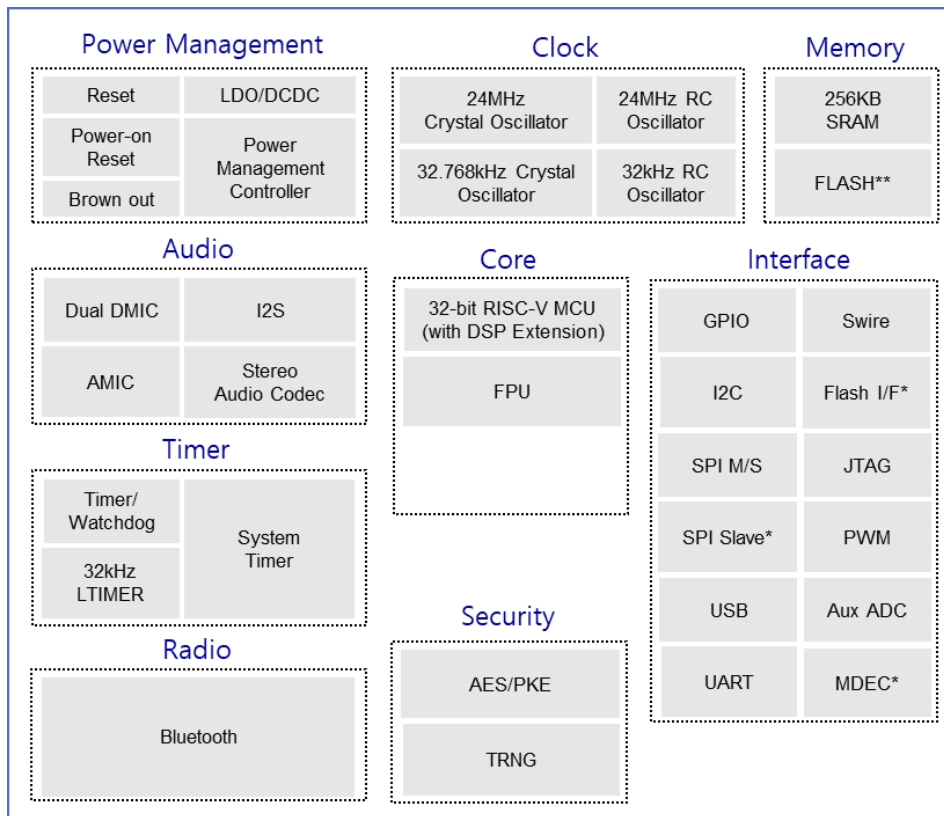 Power Management
Reset
LDO/DCDC
Power-on
Reset
Power
Management
Controller
Brown out
Clock
24MHz
Crystal Oscillator
24MHz RC
Oscillator
32.768kHz Crystal
Oscillator
32kHz RC
Oscillator
Memory
256KB
SRAM
FLASH**
Audio
Dual DMIC
I2S
AMIC
Stereo
Audio Codec
Core
32-bit RISC-V MCU
(with DSP Extension)
FPU
Interface
GPIO
Swire
I2C
Flash I/F*
SPI M/S
JTAG
SPI Slave*
PWM
USB
Aux ADC
UART
MDEC*
Timer
Timer/
Watchdog
System
Timer
32kHz
LTIMER
Security
AES/PKE
TRNG
Radio
Bluetooth